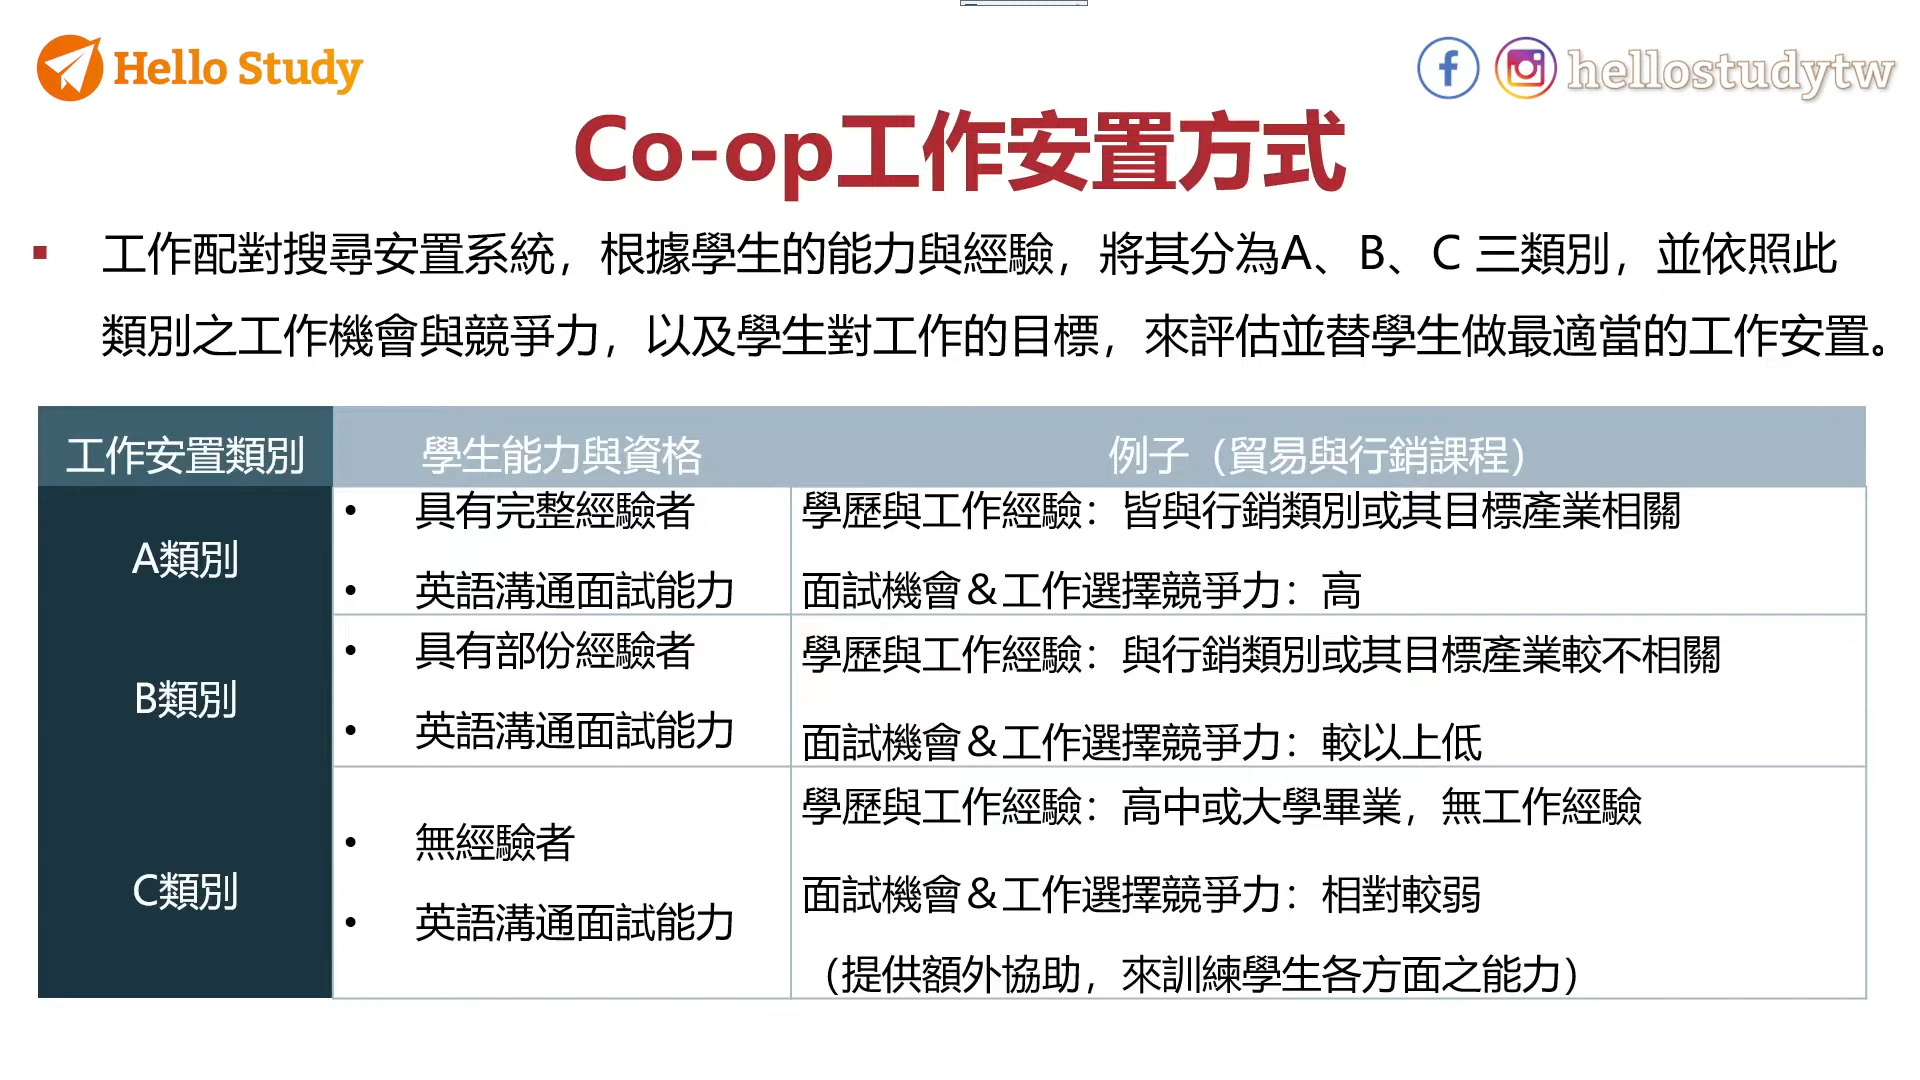 Hello Study
hellostudytw
Co-op工作安置方式
▪ 工作配對搜尋安置系統，根據學生的能力與經驗，將其分為A、B、C 三類別，並依照此
類別之工作機會與競爭力，以及學生對工作的目標，來評估並替學生做最適當的工作安置。
工作安置類別 學生能力與資格 例子（貿易與行銷課程）
A類別
• 具有完整經驗者
• 英語溝通面試能力
學歷與工作經驗：皆與行銷類別或其目標產業相關
面試機會＆工作選擇競爭力：高
B類別
• 具有部份經驗者
• 英語溝通面試能力
學歷與工作經驗：與行銷類別或其目標產業較不相關
面試機會＆工作選擇競爭力：較以上低
C類別
• 無經驗者
• 英語溝通面試能力
學歷與工作經驗：高中或大學畢業，無工作經驗
面試機會＆工作選擇競爭力：相對較弱
（提供額外協助，來訓練學生各方面之能力）